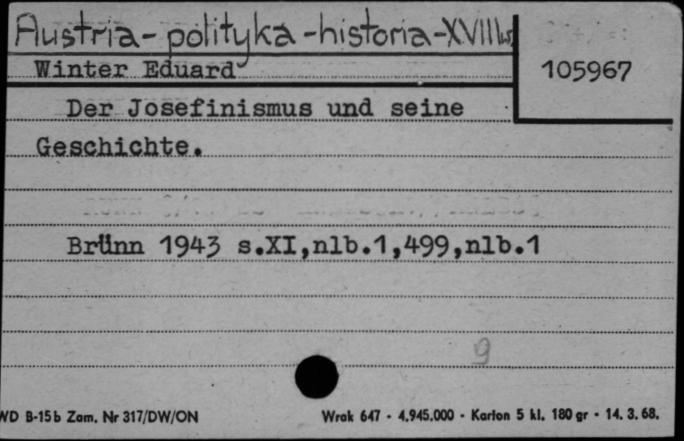 Austria-polityka-historia-XVIIIw
Winter Eduard
105967
Der Josefinismus und seine
Geschichte.
Brünn 1943 s.XI,nlb.1,499,nlb.1
9
WD B-15b Zam. Nr 317/DW/ON Wrak 647 - 4.945.000 - Karton 5 kl. 180 gr - 14. 3. 68.